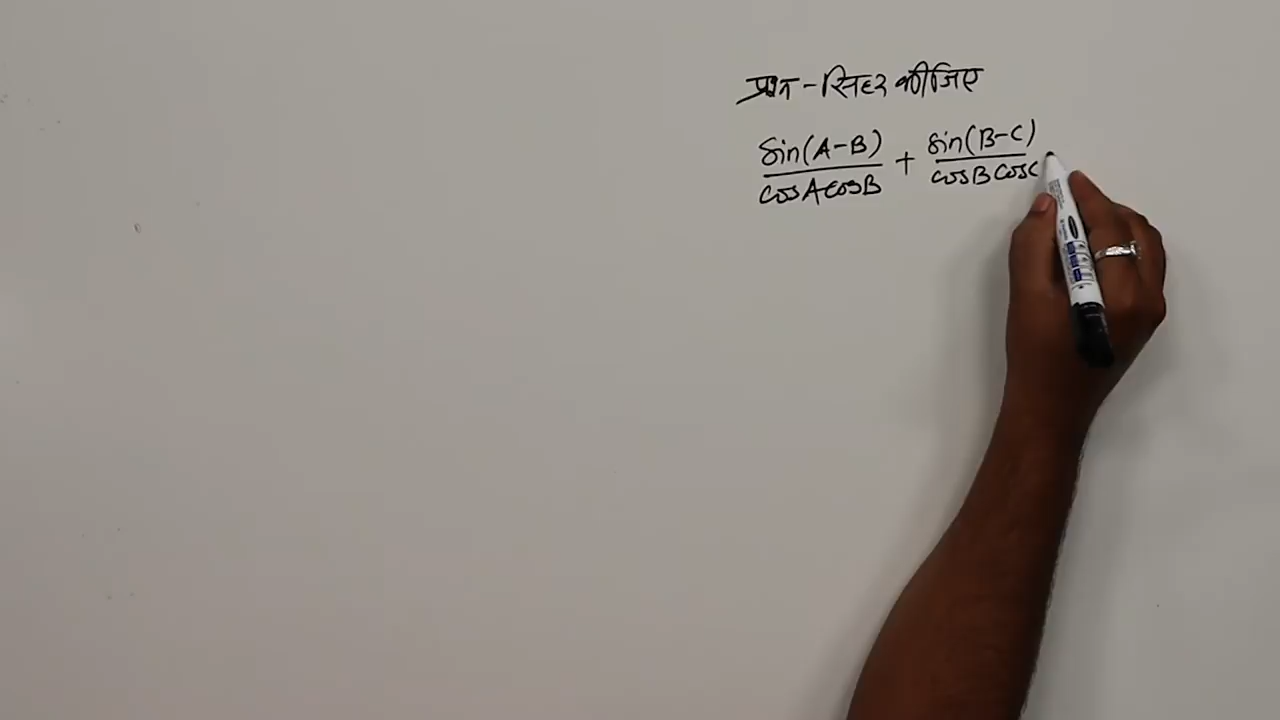 प्रश्न - सिद्ध कीजिए
sin(A-B)/cosAcosB + sin(B-C)/cosBcosC